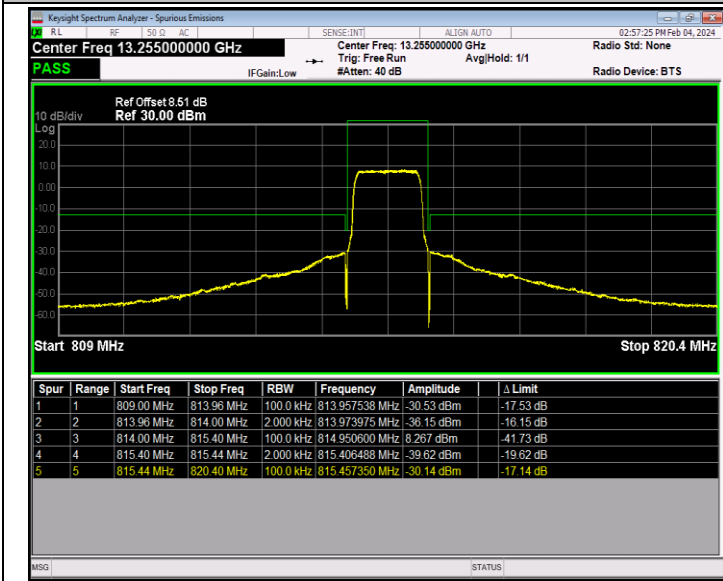 Keysight Spectrum Analyzer - Spurious Emissions
RL RF 50 Ω AC SENSE:INT ALIGN AUTO 02:57:25 PM Feb 04, 2024
Center Freq 13.255000000 GHz Center Freq: 13.255000000 GHz Radio Std: None
PASS Trig: Free Run Avg|Hold: 1/1
IFGain:Low #Atten: 40 dB Radio Device: BTS
Ref Offset 8.51 dB
10 dB/div Ref 30.00 dBm
Log
20.0
10.0
0.00
-10.0
-20.0
-30.0
-40.0
-50.0
-60.0
Start 809 MHz Stop 820.4 MHz
Spur Range Start Freq Stop Freq RBW Frequency Amplitude Δ Limit
1 1 809.00 MHz 813.96 MHz 100.0 kHz 813.957538 MHz -30.53 dBm -17.53 dB
2 2 813.96 MHz 814.00 MHz 2.000 kHz 813.973975 MHz -36.15 dBm -16.15 dB
3 3 814.00 MHz 815.40 MHz 100.0 kHz 814.950600 MHz 8.267 dBm -41.73 dB
4 4 815.40 MHz 815.44 MHz 2.000 kHz 815.406488 MHz -39.62 dBm -19.62 dB
5 5 815.44 MHz 820.40 MHz 100.0 kHz 815.457350 MHz -30.14 dBm -17.14 dB
MSG STATUS